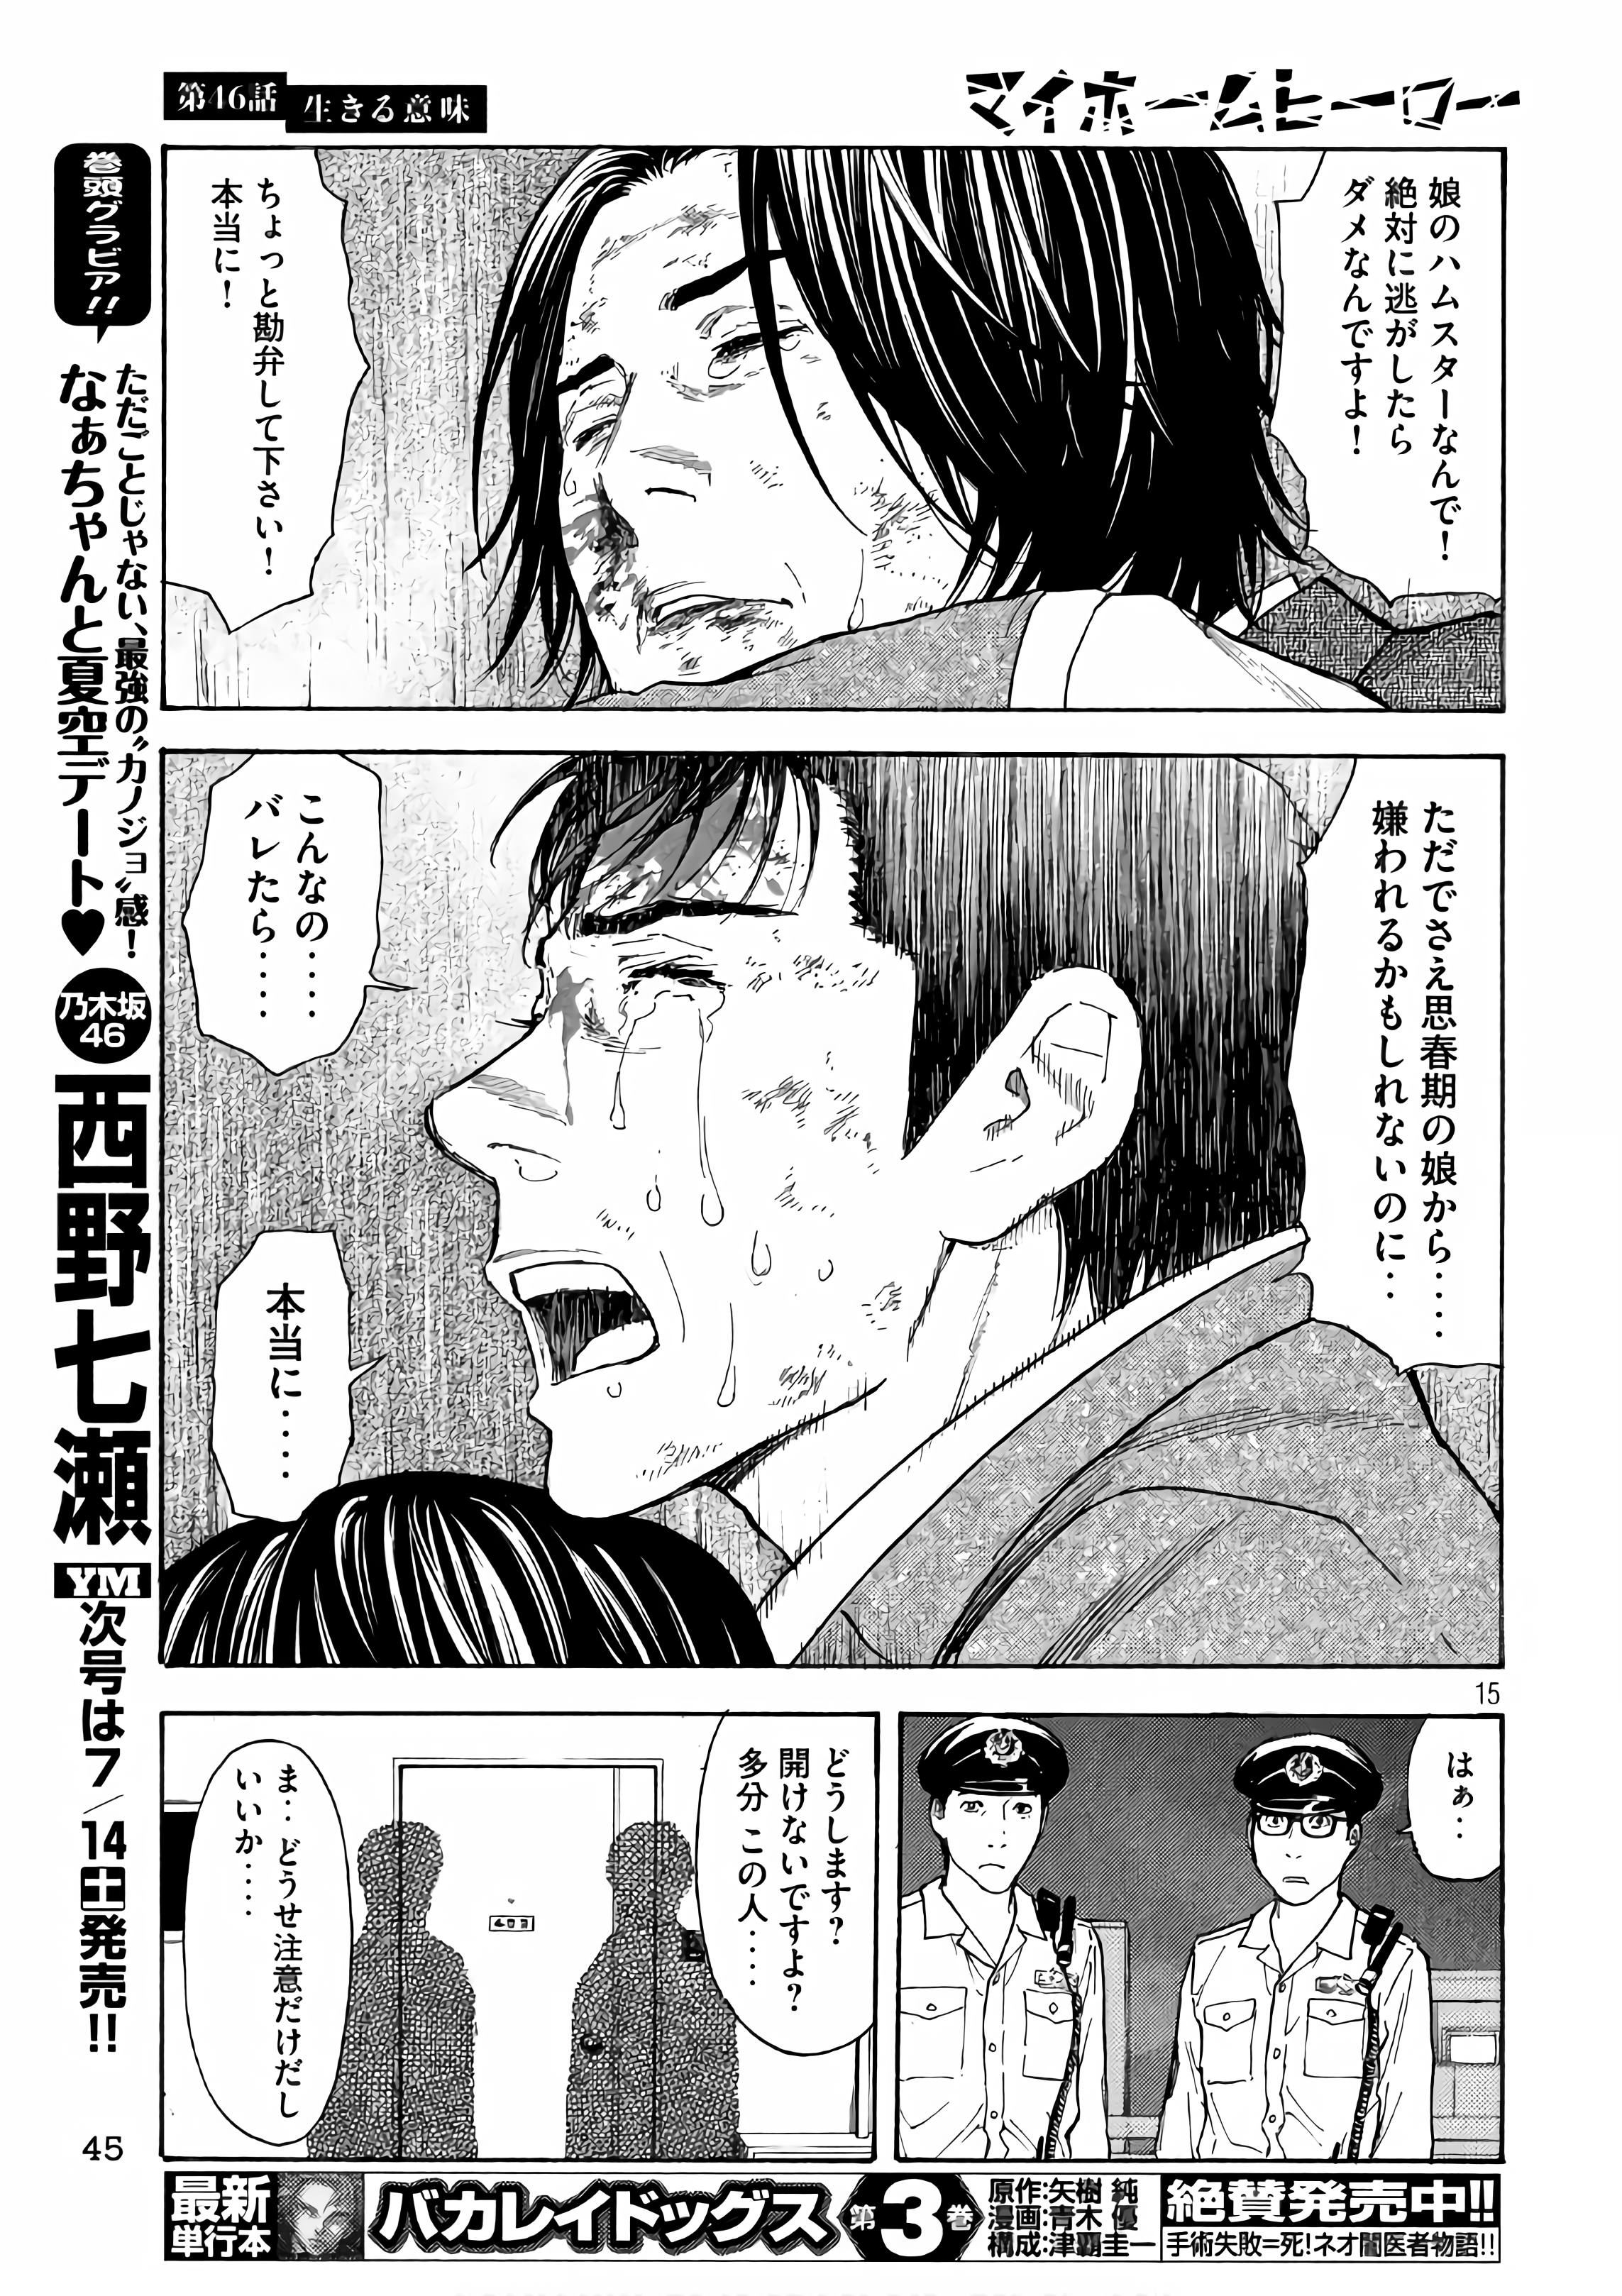 第46話
生きる意味
マイホームヒーロー
娘のハムスターなんで!
絶対に逃がしたら
ダメなんですよ!
ちょっと勘弁して下さい!
本当に!
ただでさえ思春期の娘から‥‥
嫌われるかもしれないのに‥
こんなの‥‥
バレたら‥‥
本当に‥‥
15
はぁ‥
どうします?
開けないですよ?
多分 この人‥‥
ま‥どうせ注意だけだし
いいか‥‥
巻頭グラビア!!
ただごとじゃない、最強の〝カノジョ〟感!
なぁちゃんと夏空デート♥
乃木坂
46
西野七瀬
YM
次号は7/14土発売!!
45
最新
単行本
バカレイドッグス
第3巻
原作:矢樹 純
漫画:青木 優
構成:津覇圭一
絶賛発売中!!
手術失敗=死!ネオ闇医者物語!!